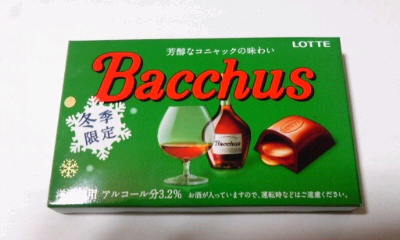 芳醇なコニャックの味わい
LOTTE
Bacchus
冬季
限定
Bacchus
アルコール分3.2%
お酒が入っていますので、運転時などはご遠慮ください。